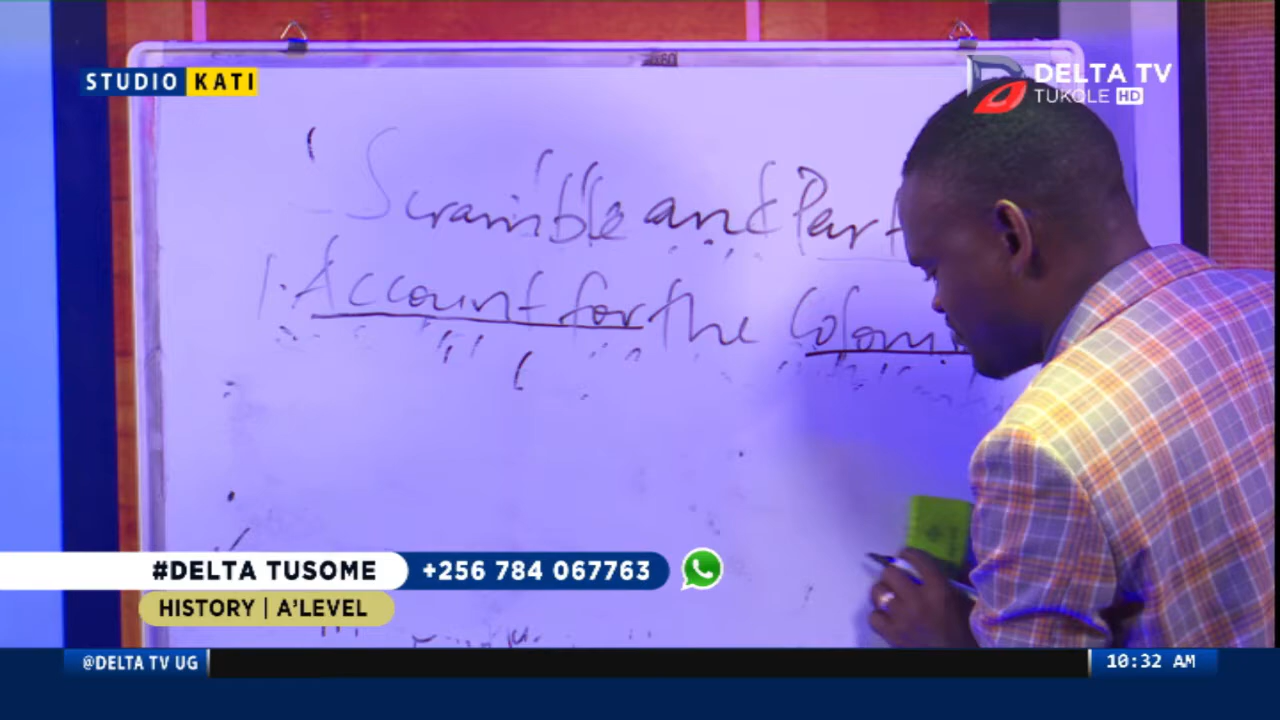 STUDIO KATI
DELTA TV
TUKOLE HD
Scramble and Part
1. Account for the Coloni
#DELTA TUSOME +256 784 067763
HISTORY | A'LEVEL
@DELTA TV UG
10:32 AM